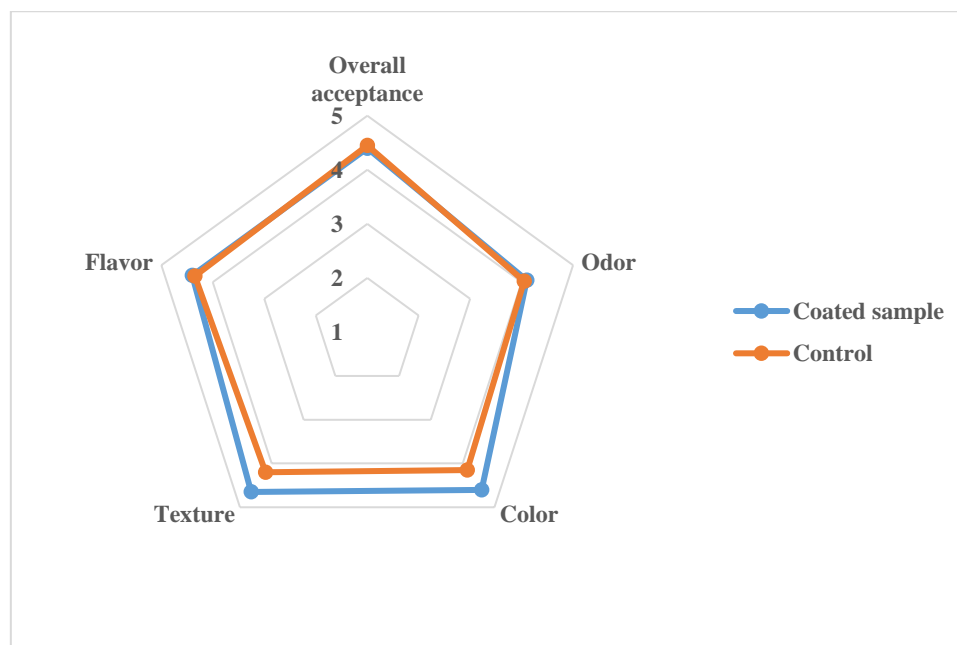 Overall
acceptance
5
4
3
2
1
Flavor
Odor
Texture
Color
Coated sample
Control